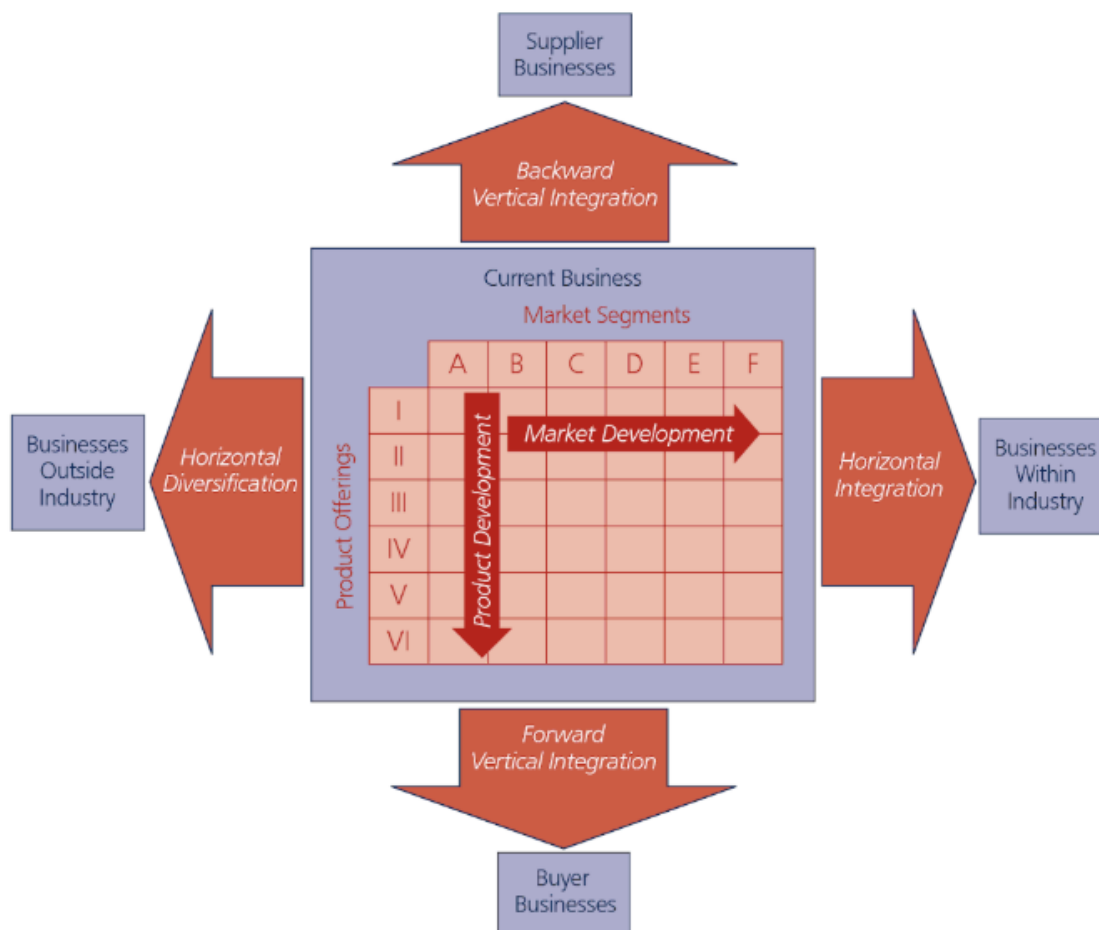 Supplier
Businesses
Backward
Vertical Integration
Current Business
Market Segments
A B C D E F
Product Offerings
I
II
III
IV
V
VI
Product Development
Market Development
Businesses
Outside
Industry
Horizontal
Diversification
Horizontal
Integration
Businesses
Within
Industry
Forward
Vertical Integration
Buyer
Businesses